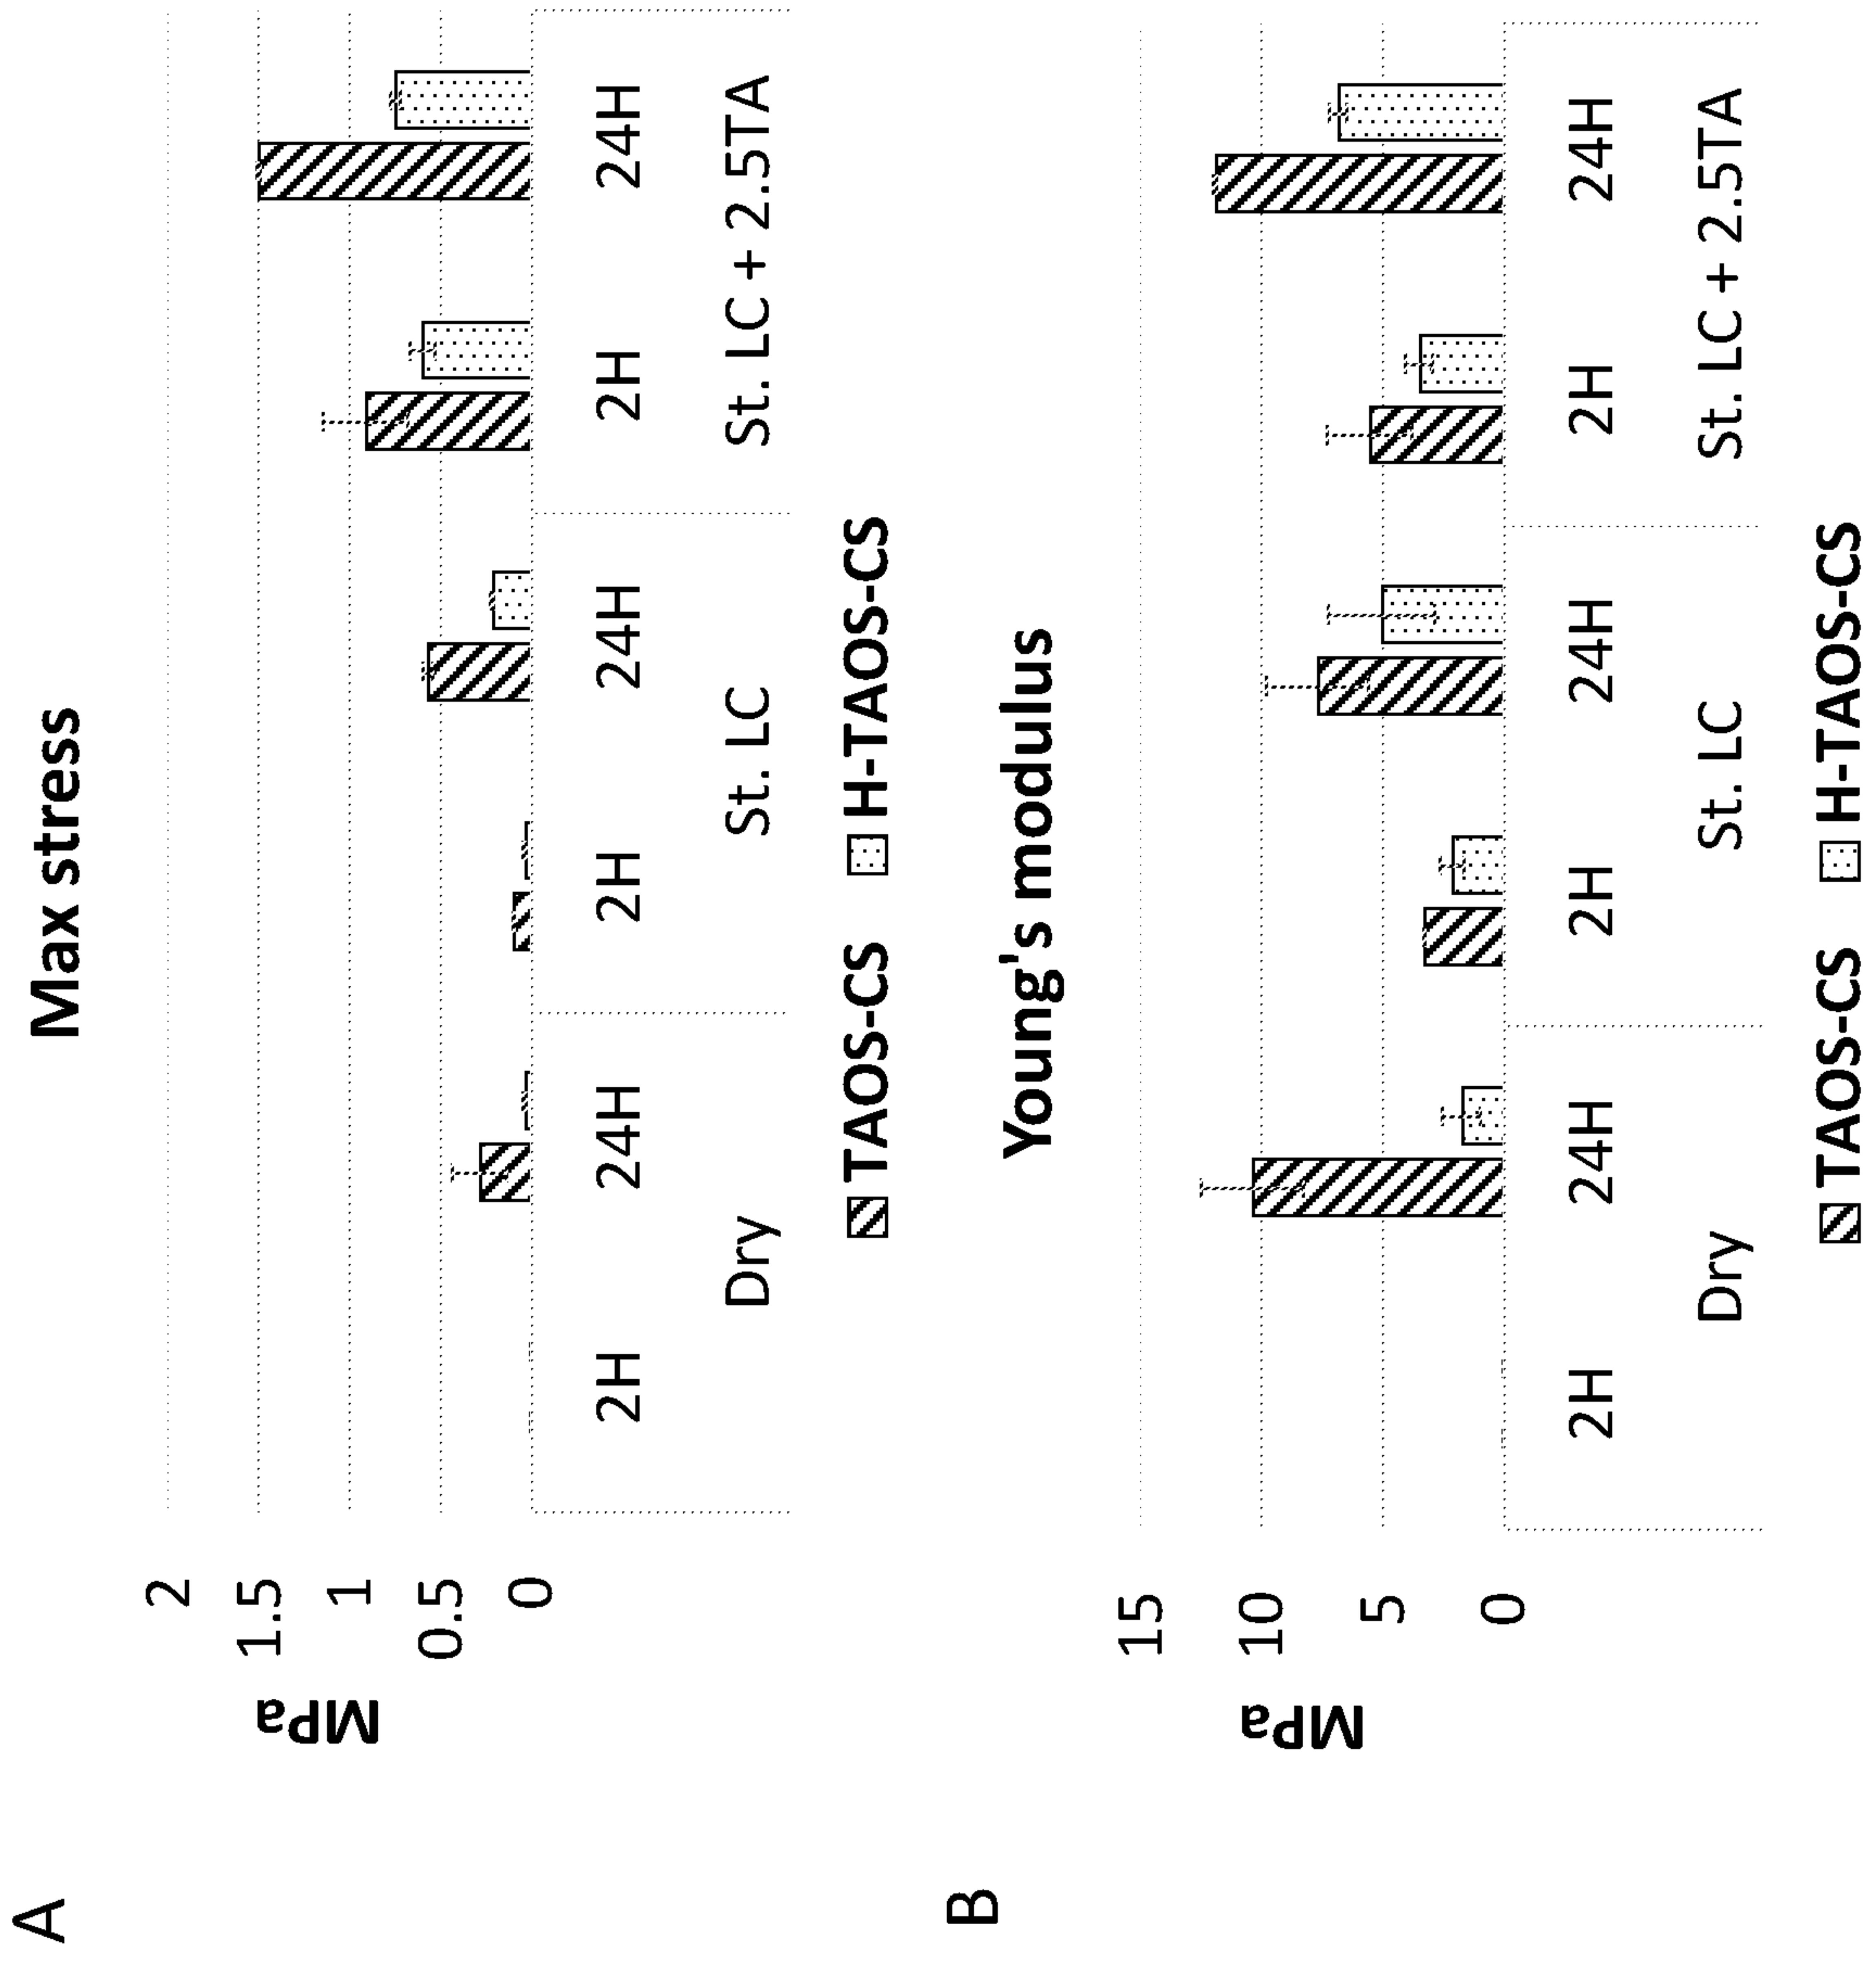 A
Max stress
MPa
2
1.5
1
0.5
0
2H 24H 2H 24H 2H 24H
Dry St. LC St. LC + 2.5TA
TAOS-CS H-TAOS-CS
B
Young's modulus
MPa
15
10
5
0
2H 24H 2H 24H 2H 24H
Dry St. LC St. LC + 2.5TA
TAOS-CS H-TAOS-CS